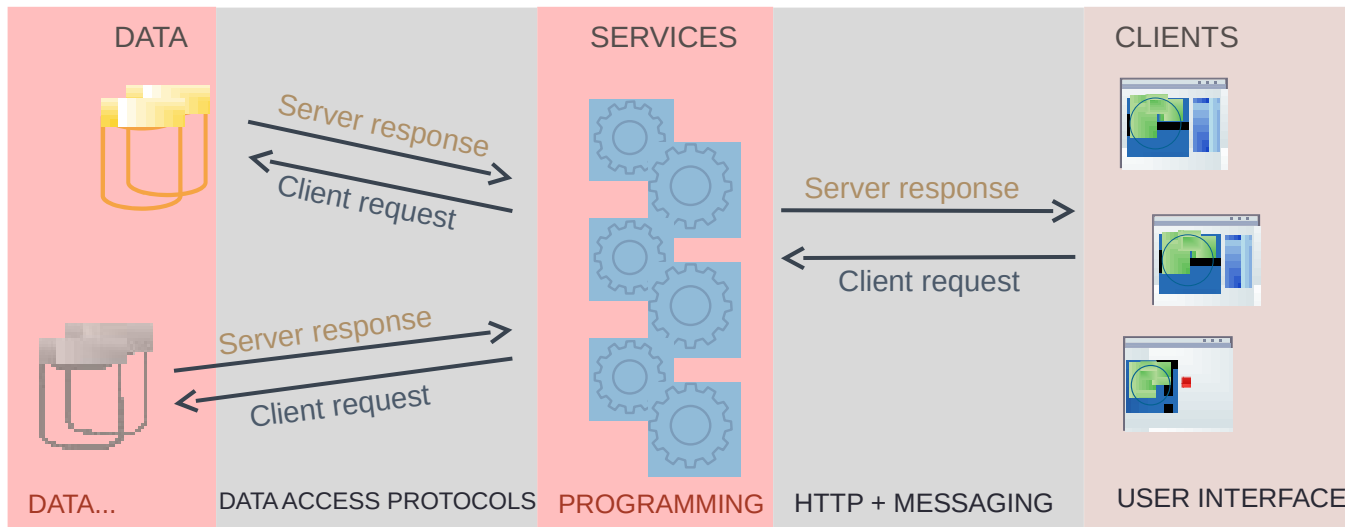 DATA
SERVICES
CLIENTS
Server response
Client request
Server response
Client request
Server response
Client request
DATA...
DATA ACCESS PROTOCOLS
PROGRAMMING
HTTP + MESSAGING
USER INTERFACE